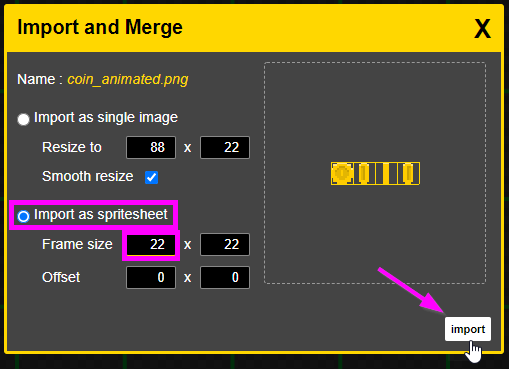 Import and Merge X
Name : coin_animated.png
Import as single image
Resize to 88 x 22
Smooth resize
Import as spritesheet
Frame size 22 x 22
Offset 0 x 0
import